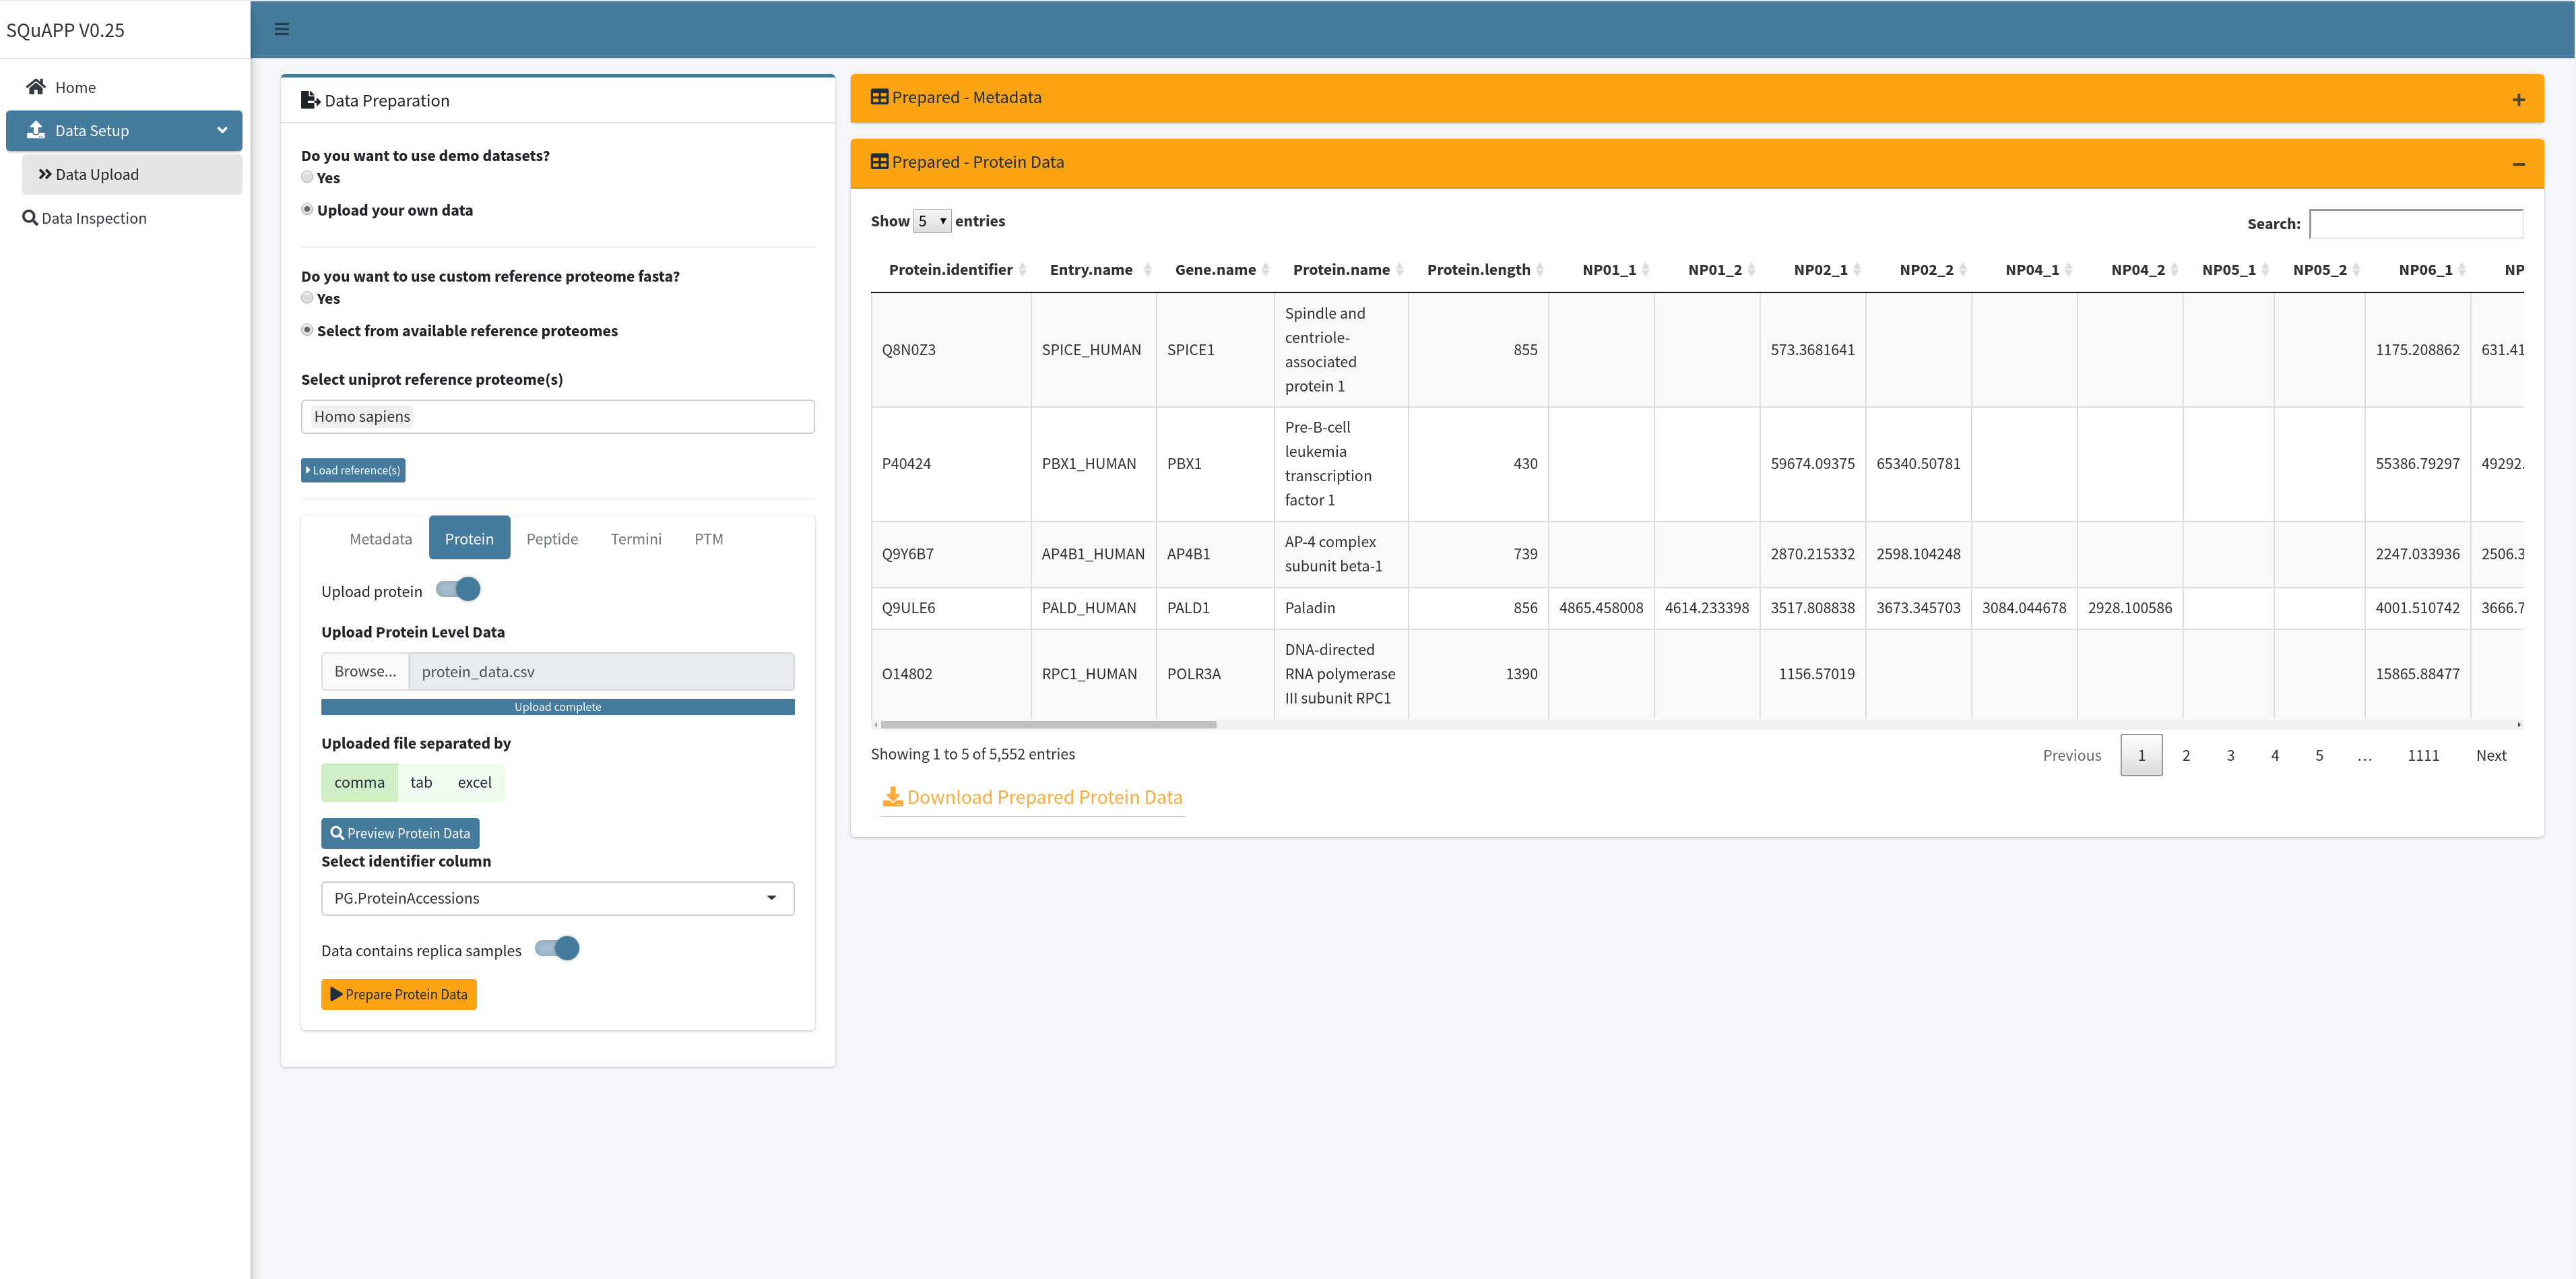 SQuAPP V0.25
Home
Data Setup
Data Upload
Data Inspection
Data Preparation
Do you want to use demo datasets?
Yes
Upload your own data
Do you want to use custom reference proteome fasta?
Yes
Select from available reference proteomes
Select uniprot reference proteome(s)
Homo sapiens
Load reference(s)
Metadata Protein Peptide Termini PTM
Upload protein
Upload Protein Level Data
Browse... protein_data.csv
Upload complete
Uploaded file separated by
comma tab excel
Preview Protein Data
Select identifier column
PG.ProteinAccessions
Data contains replica samples
Prepare Protein Data
Prepared - Metadata
Prepared - Protein Data
Show 5 entries Search:
Protein.identifier Entry.name Gene.name Protein.name Protein.length NP01_1 NP01_2 NP02_1 NP02_2 NP04_1 NP04_2 NP05_1 NP05_2 NP06_1 NP
Spindle and
centriole-
Q8N0Z3 SPICE_HUMAN SPICE1 855 573.3681641 1175.208862 631.41
associated
protein 1
Pre-B-cell
leukemia
P40424 PBX1_HUMAN PBX1 430 59674.09375 65340.50781 55386.79297 49292.
transcription
factor 1
AP-4 complex
Q9Y6B7 AP4B1_HUMAN AP4B1 739 2870.215332 2598.104248 2247.033936 2506.3
subunit beta-1
Q9ULE6 PALD_HUMAN PALD1 Paladin 856 4865.458008 4614.233398 3517.808838 3673.345703 3084.044678 2928.100586 4001.510742 3666.7
DNA-directed
O14802 RPC1_HUMAN POLR3A RNA polymerase 1390 1156.57019 15865.88477
III subunit RPC1
Showing 1 to 5 of 5,552 entries Previous 1 2 3 4 5 … 1111 Next
Download Prepared Protein Data